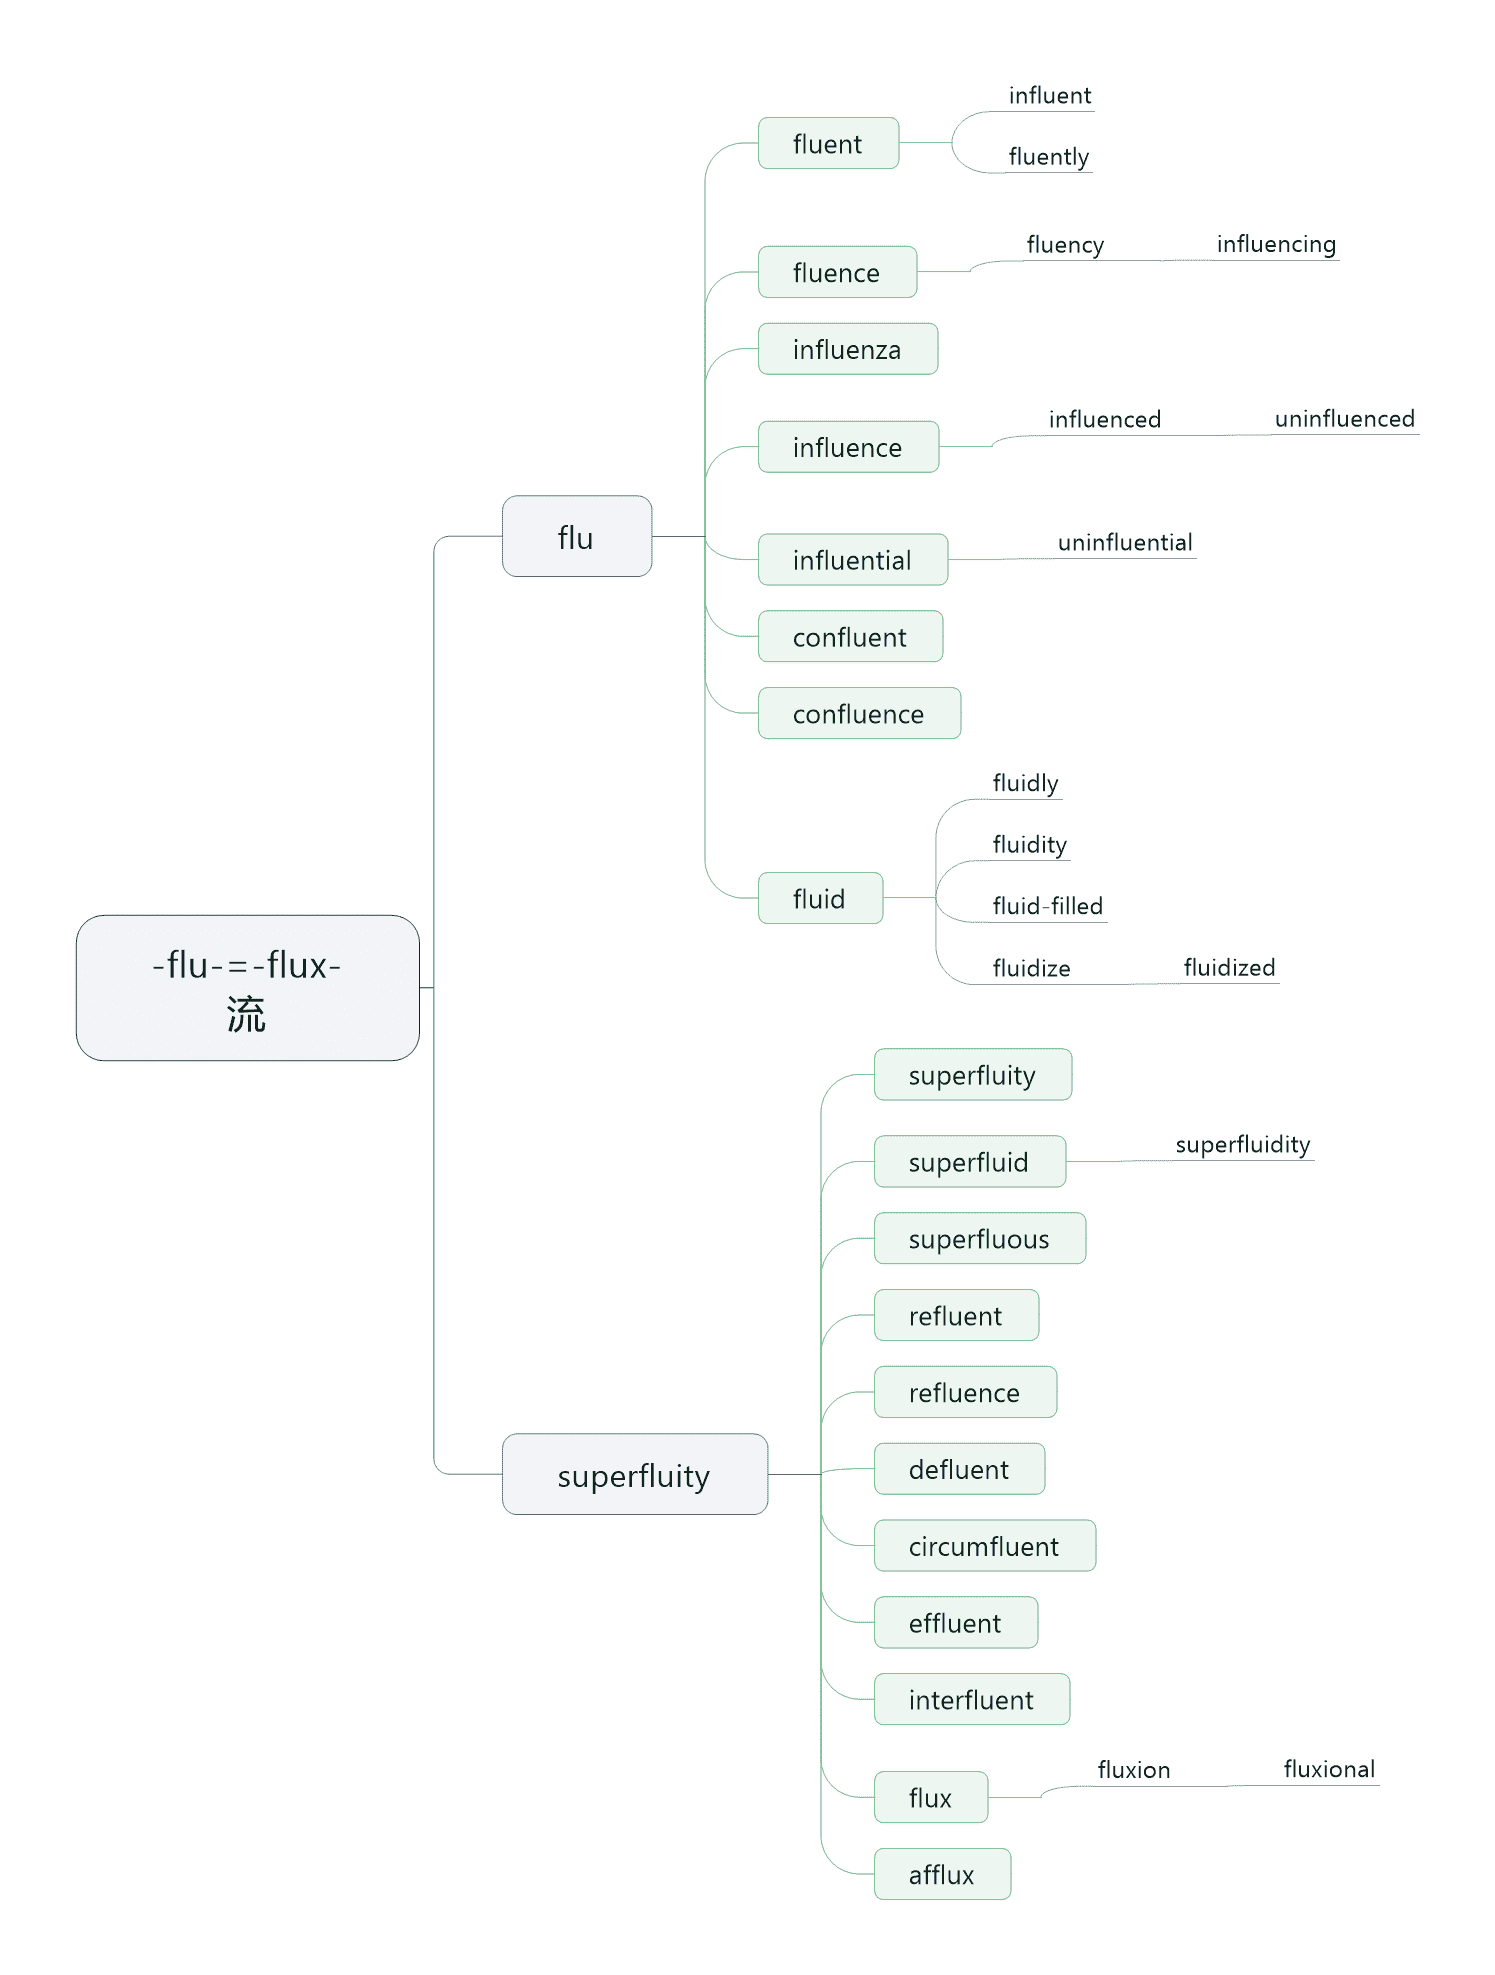 -flu-=-flux-
流
flu
fluent
influent
fluently
fluence
fluency
influencing
influenza
influence
influenced
uninfluenced
influential
uninfluential
confluent
confluence
fluid
fluidly
fluidity
fluid-filled
fluidize
fluidized
superfluity
superfluity
superfluid
superfluidity
superfluous
refluent
refluence
defluent
circumfluent
effluent
interfluent
flux
fluxion
fluxional
afflux